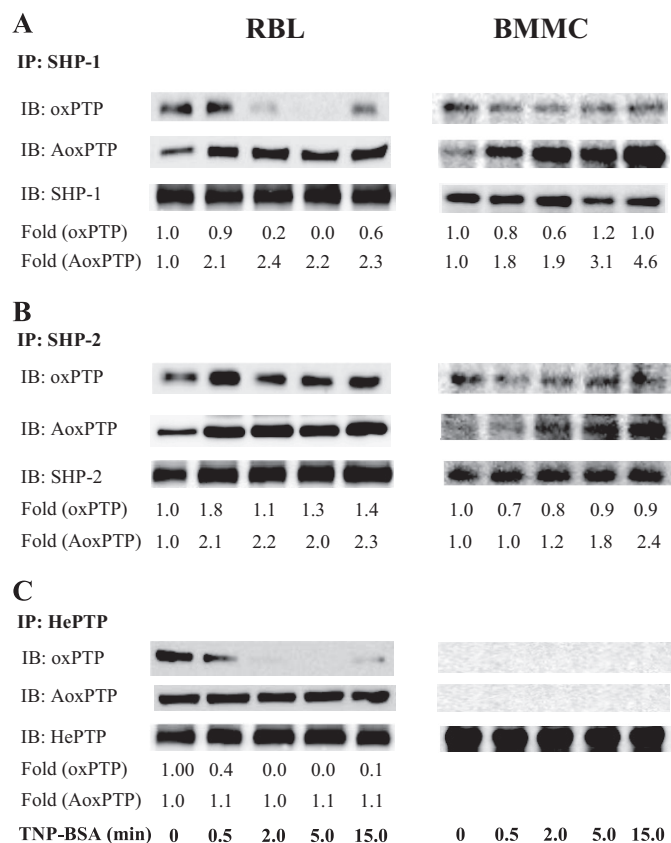 A RBL BMMC
IP: SHP-1
IB: oxPTP
IB: AoxPTP
IB: SHP-1
Fold (oxPTP) 1.0 0.9 0.2 0.0 0.6 1.0 0.8 0.6 1.2 1.0
Fold (AoxPTP) 1.0 2.1 2.4 2.2 2.3 1.0 1.8 1.9 3.1 4.6
B
IP: SHP-2
IB: oxPTP
IB: AoxPTP
IB: SHP-2
Fold (oxPTP) 1.0 1.8 1.1 1.3 1.4 1.0 0.7 0.8 0.9 0.9
Fold (AoxPTP) 1.0 2.1 2.2 2.0 2.3 1.0 1.0 1.2 1.8 2.4
C
IP: HePTP
IB: oxPTP
IB: AoxPTP
IB: HePTP
Fold (oxPTP) 1.00 0.4 0.0 0.0 0.1
Fold (AoxPTP) 1.0 1.1 1.0 1.1 1.1
TNP-BSA (min) 0 0.5 2.0 5.0 15.0 0 0.5 2.0 5.0 15.0